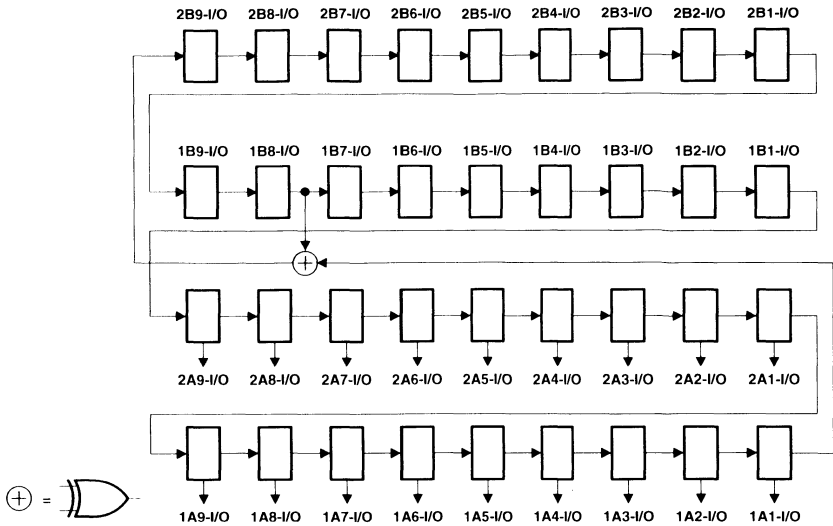 2B9-I/O 2B8-I/O 2B7-I/O 2B6-I/O 2B5-I/O 2B4-I/O 2B3-I/O 2B2-I/O 2B1-I/O
1B9-I/O 1B8-I/O 1B7-I/O 1B6-I/O 1B5-I/O 1B4-I/O 1B3-I/O 1B2-I/O 1B1-I/O
2A9-I/O 2A8-I/O 2A7-I/O 2A6-I/O 2A5-I/O 2A4-I/O 2A3-I/O 2A2-I/O 2A1-I/O
=
1A9-I/O 1A8-I/O 1A7-I/O 1A6-I/O 1A5-I/O 1A4-I/O 1A3-I/O 1A2-I/O 1A1-I/O